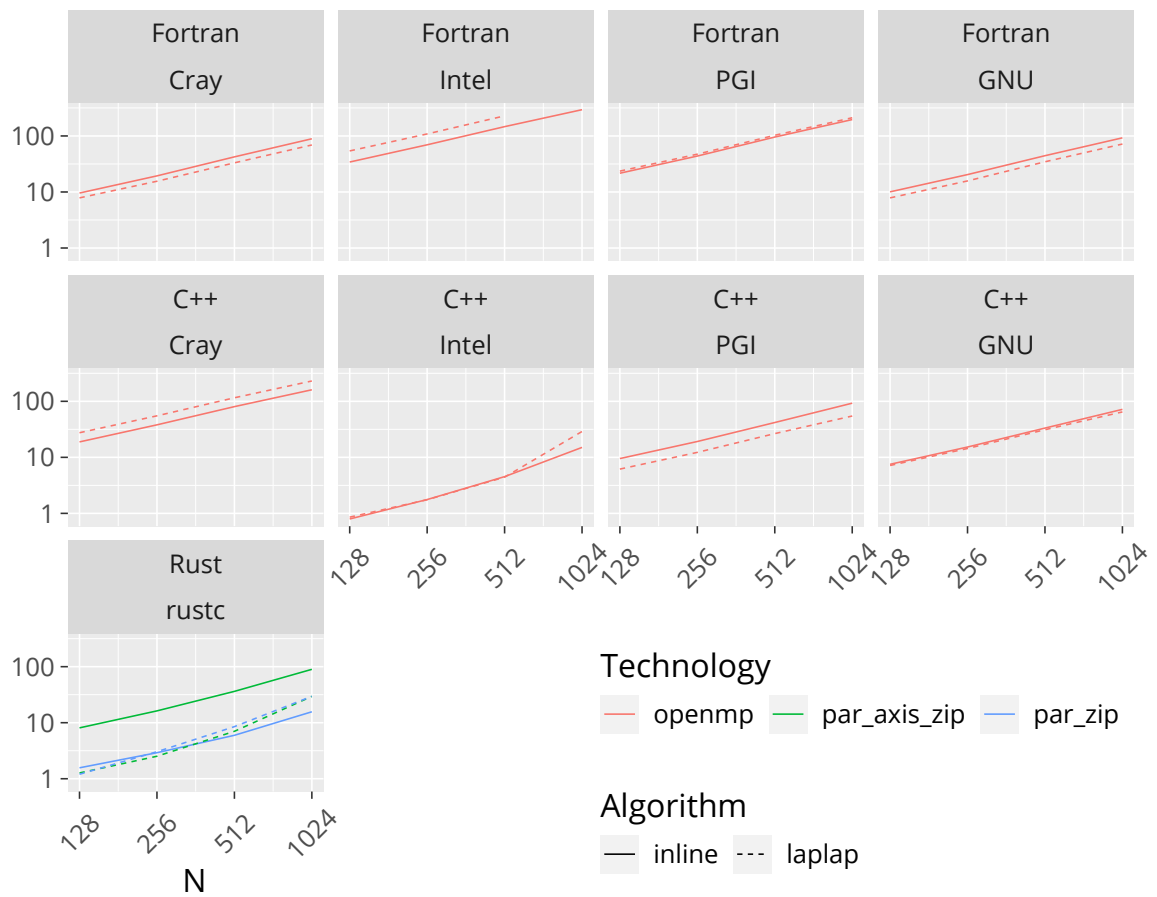 Fortran Fortran Fortran Fortran
Cray Intel PGI GNU
100
10
1
C++ C++ C++ C++
Cray Intel PGI GNU
100
10
1
128 256 512 1024 128 256 512 1024 128 256 512 1024
Rust
rustc
100
10
1
128 256 512 1024
N
Technology
openmp par_axis_zip par_zip
Algorithm
inline laplap